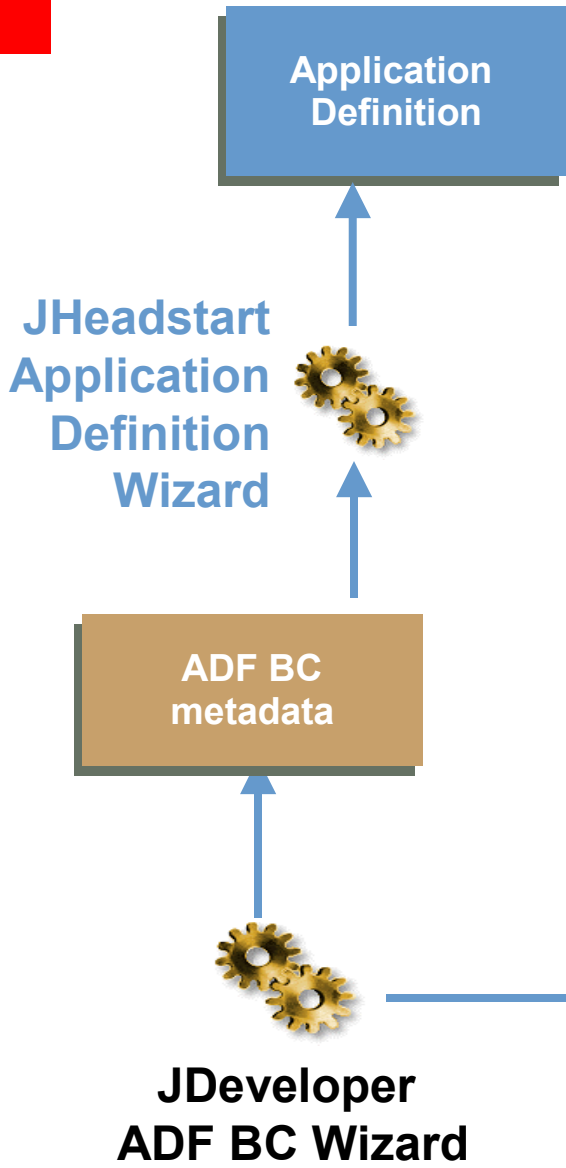 Application
Definition
JHeadstart
Application
Definition
Wizard
ADF BC
metadata
JDeveloper
ADF BC Wizard